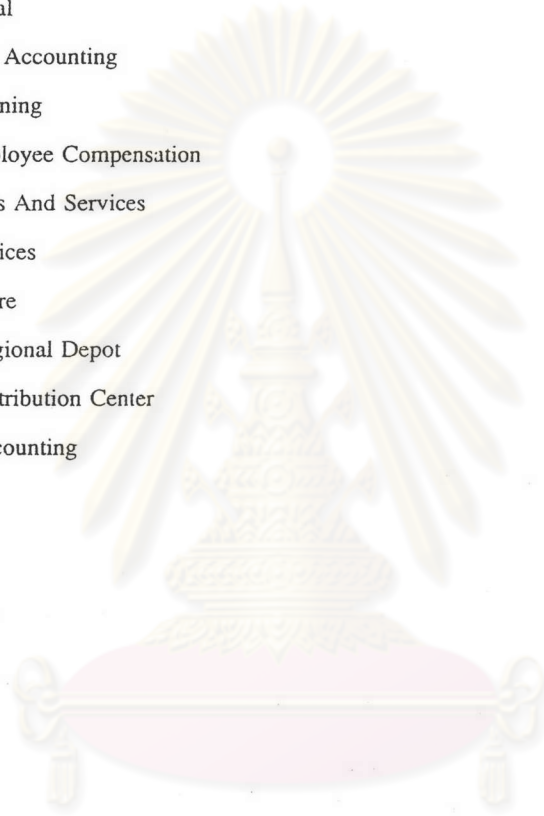 al
Accounting
ning
loyee Compensation
s And Services
ices
re
gional Depot
tribution Center
counting